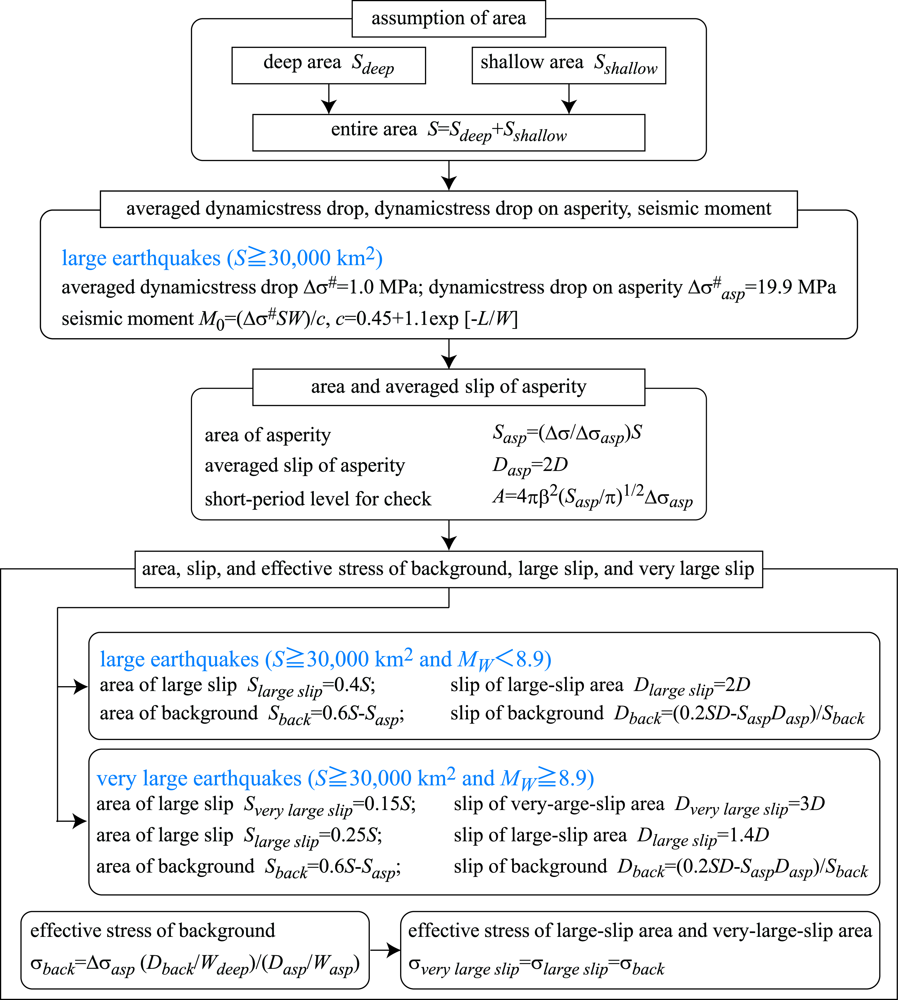 assumption of area
deep area S_deep
shallow area S_shallow
entire area S=S_deep+S_shallow
averaged dynamicstress drop, dynamicstress drop on asperity, seismic moment
large earthquakes (S≧30,000 km²)
averaged dynamicstress drop Δσ^#=1.0 MPa; dynamicstress drop on asperity Δσ^#_asp=19.9 MPa
seismic moment M_0=(Δσ^#SW)/c, c=0.45+1.1exp [-L/W]
area and averaged slip of asperity
area of asperity S_asp=(Δσ/Δσ_asp)S
averaged slip of asperity D_asp=2D
short-period level for check A=4πβ²(S_asp/π)^1/2Δσ_asp
area, slip, and effective stress of background, large slip, and very large slip
large earthquakes (S≧30,000 km² and M_W<8.9)
area of large slip S_large slip=0.4S; slip of large-slip area D_large slip=2D
area of background S_back=0.6S-S_asp; slip of background D_back=(0.2SD-S_aspD_asp)/S_back
very large earthquakes (S≧30,000 km² and M_W≧8.9)
area of large slip S_very large slip=0.15S; slip of very-arge-slip area D_very large slip=3D
area of large slip S_large slip=0.25S; slip of large-slip area D_large slip=1.4D
area of background S_back=0.6S-S_asp; slip of background D_back=(0.2SD-S_aspD_asp)/S_back
effective stress of background
σ_back=Δσ_asp (D_back/W_deep)/(D_asp/W_asp)
effective stress of large-slip area and very-large-slip area
σ_very large slip=σ_large slip=σ_back